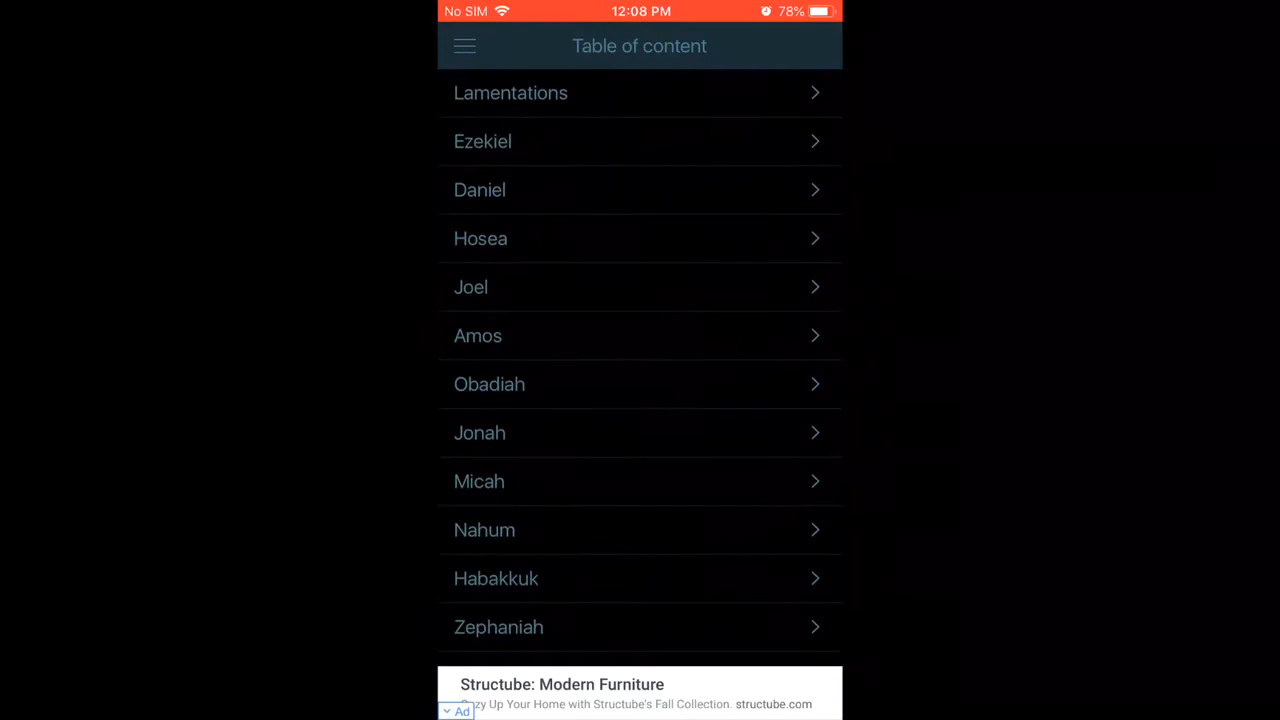 No SIM 12:08 PM 78%
Table of content
Lamentations
Ezekiel
Daniel
Hosea
Joel
Amos
Obadiah
Jonah
Micah
Nahum
Habakkuk
Zephaniah
Structube: Modern Furniture
Up Your Home with Structube's Fall Collection. structube.com
Ad